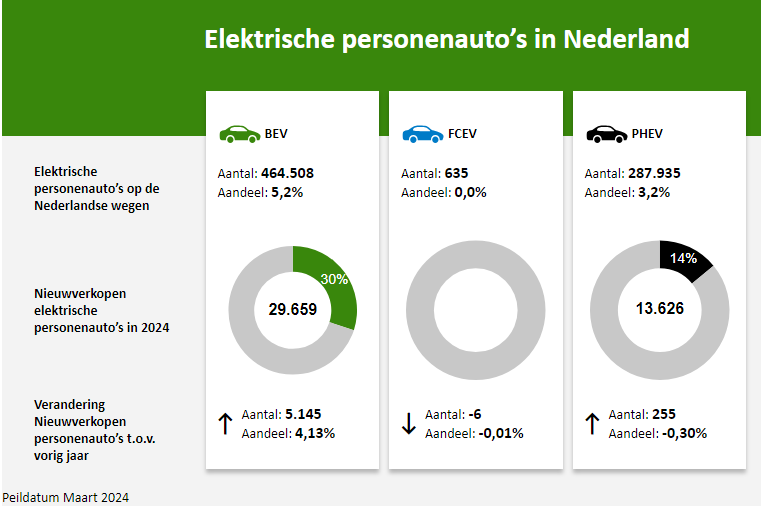 Elektrische personenauto's in Nederland
BEV
FCEV
PHEV
Elektrische
personenauto's op de
Nederlandse wegen
Aantal: 464.508
Aandeel: 5,2%
Aantal: 635
Aandeel: 0,0%
Aantal: 287.935
Aandeel: 3,2%
Nieuwverkopen
elektrische
personenauto's in 2024
30%
29.659
14%
13.626
Verandering
Nieuwverkopen
personenauto's t.o.v.
vorig jaar
Aantal: 5.145
Aandeel: 4,13%
Aantal: -6
Aandeel: -0,01%
Aantal: 255
Aandeel: -0,30%
Peildatum Maart 2024